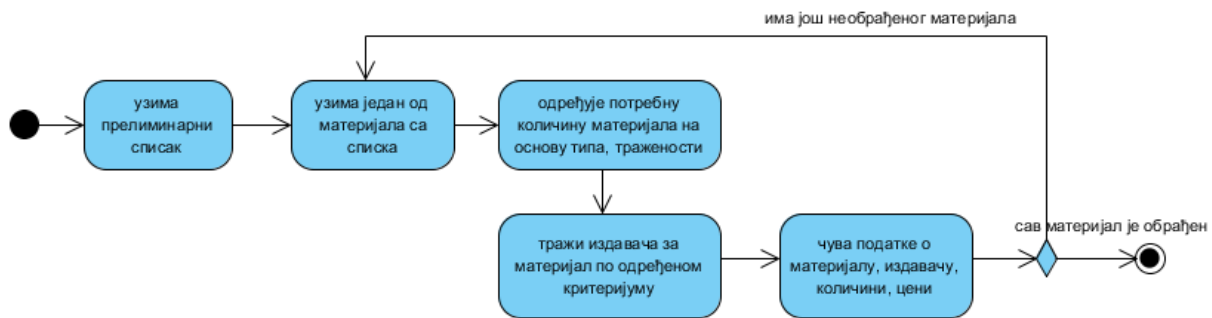 има још необрађеног материјала
узима
прелиминарни
списак
узима један од
материјала са
списка
одређује потребну
количину материјала на
основу типа, тражености
тражи издавача за
материјал по одређеном
критеријуму
чува податке о
материјалу, издавачу,
количини, цени
сав материјал је обрађен